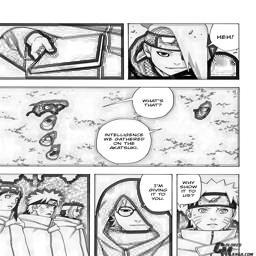 HEH!
WHAT'S
THAT?
INTELLIGENCE
WE GATHERED
ON THE
AKATSUKI.
I'M
GIVING
IT TO
YOU.
WHY
SHOW IT
TO US?